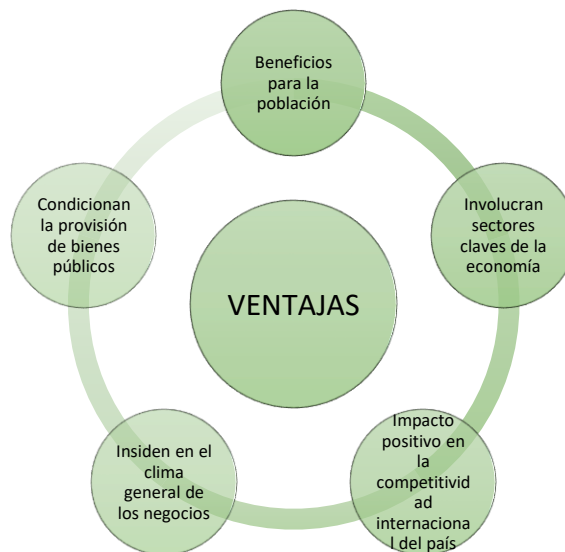 Beneficios
para la
población
Involucran
sectores
claves de la
economía
Impacto
positivo en
la
competitivid
ad
internaciona
l del país
Insiden en el
clima
general de
los negocios
Condicionan
la provisión
de bienes
públicos
VENTAJAS